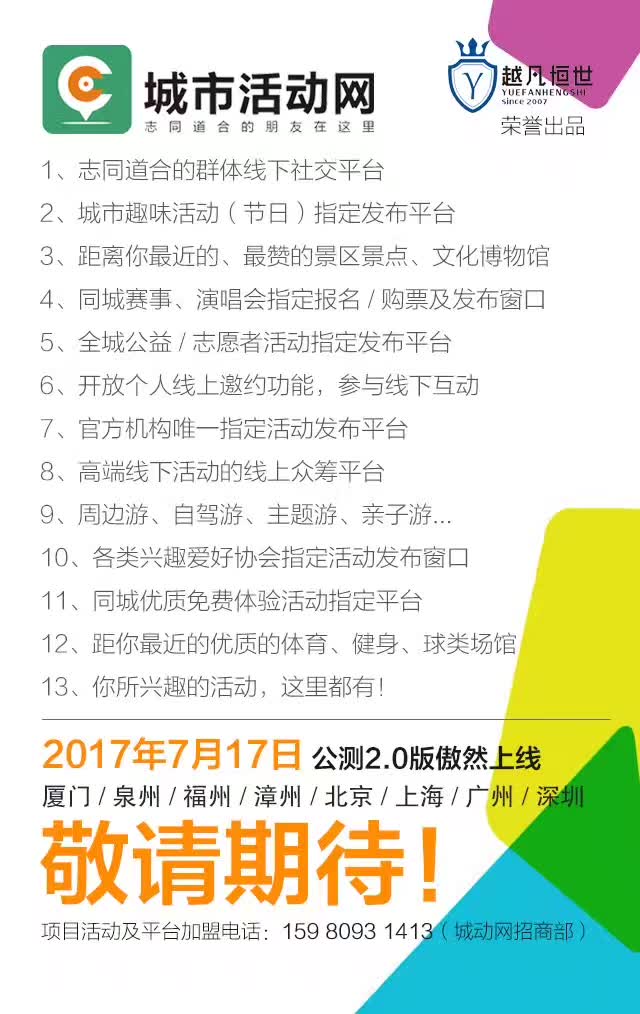 城市活动网
志同道合的朋友在这里
Y
越凡恒世
YUEFANHENGSHI
since 2007
荣誉出品
1、志同道合的群体线下社交平台
2、城市趣味活动（节日）指定发布平台
3、距离你最近的、最赞的景区景点、文化博物馆
4、同城赛事、演唱会指定报名 / 购票及发布窗口
5、全城公益 / 志愿者活动指定发布平台
6、开放个人线上邀约功能，参与线下互动
7、官方机构唯一指定活动发布平台
8、高端线下活动的线上众筹平台
9、周边游、自驾游、主题游、亲子游...
10、各类兴趣爱好协会指定活动发布窗口
11、同城优质免费体验活动指定平台
12、距你最近的优质的体育、健身、球类场馆
13、你所兴趣的活动，这里都有！
2017年7月17日 公测2.0版傲然上线
厦门 / 泉州 / 福州 / 漳州 / 北京 / 上海 / 广州 / 深圳
敬请期待！
项目活动及平台加盟电话：159 8093 1413（城动网招商部）